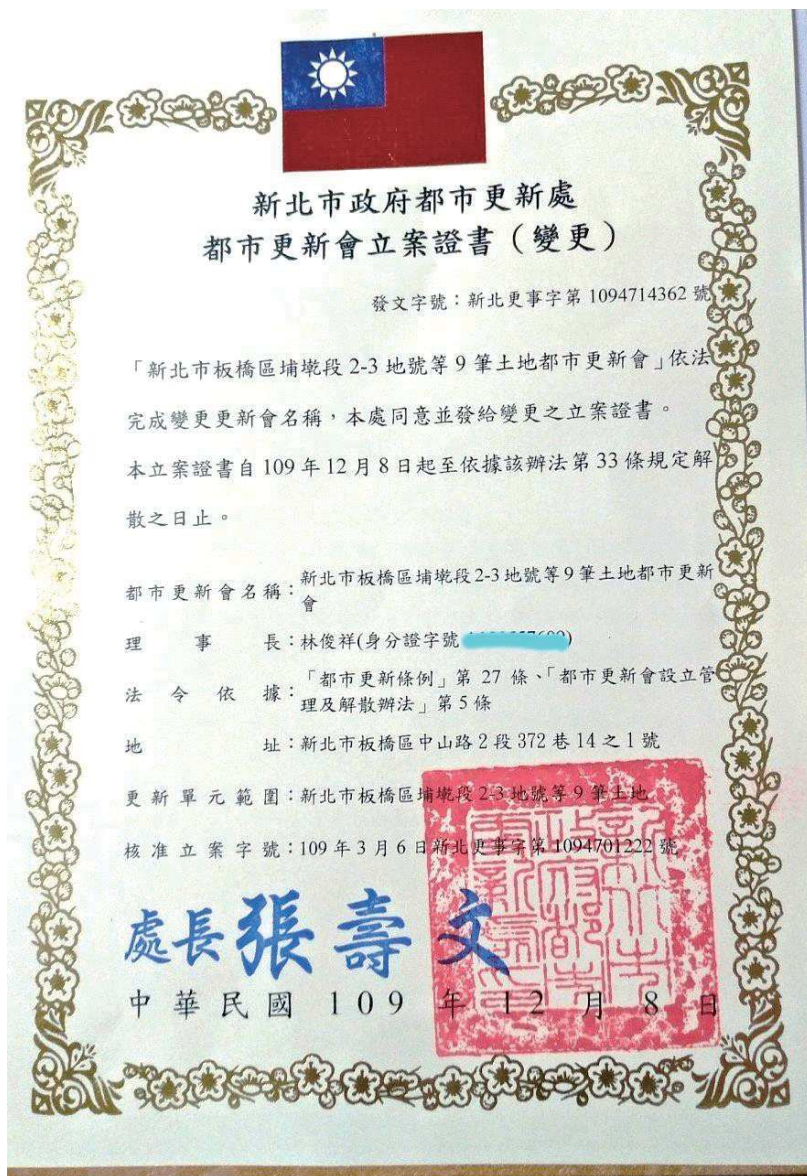 新北市政府都市更新處
都市更新會立案證書（變更）
發文字號：新北更事字第 1094714362 號
「新北市板橋區埔墘段 2-3 地號等 9 筆土地都市更新會」依法
完成變更更新會名稱，本處同意並發給變更之立案證書。
本立案證書自 109 年 12 月 8 日起至依據該辦法第 33 條規定解
散之日止。
都市更新會名稱：新北市板橋區埔墘段 2-3 地號等 9 筆土地都市更新
會
理事長：林俊祥(身分證字號 )
法令依據：「都市更新條例」第 27 條、「都市更新會設立管
理及解散辦法」第 5 條
地址：新北市板橋區中山路 2 段 372 巷 14 之 1 號
更新單元範圍：新北市板橋區埔墘段 2-3 地號等 9 筆土地
核准立案字號：109 年 3 月 6 日新北更事字第 1094701222 號
處長張壽文
中華民國 109 年 12 月 8 日